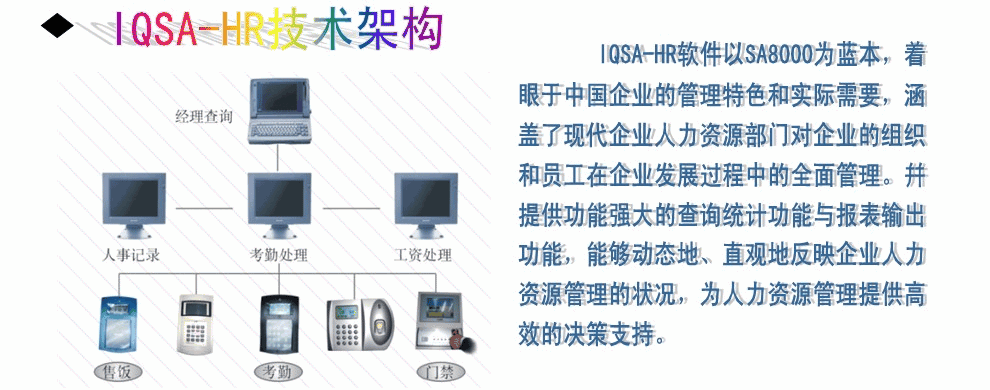 IQSA-HR技术架构
经理查询
人事记录
考勤处理
工资处理
售饭
考勤
门禁
IQSA-HR软件以SA8000为蓝本，着
眼于中国企业的管理特色和实际需要，涵
盖了现代企业人力资源部门对企业的组织
和员工在企业发展过程中的全面管理。幷
提供功能强大的查询统计功能与报表输出
功能，能够动态地、直观地反映企业人力
资源管理的状况，为人力资源管理提供高
效的决策支持。